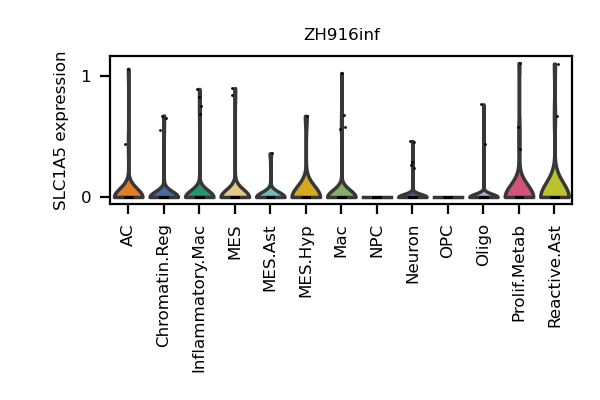 ZH916inf
SLC1A5 expression
1
0
AC
Chromatin.Reg
Inflammatory.Mac
MES
MES.Ast
MES.Hyp
Mac
NPC
Neuron
OPC
Oligo
Prolif.Metab
Reactive.Ast